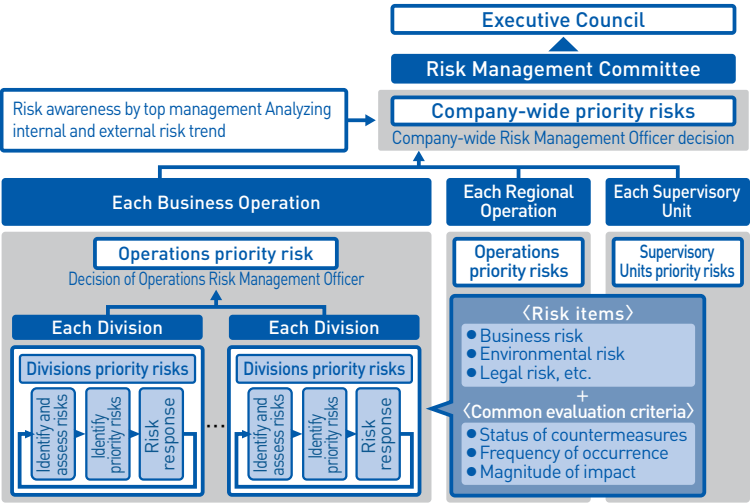 Executive Council
Risk Management Committee
Risk awareness by top management Analyzing
internal and external risk trend
Company-wide priority risks
Company-wide Risk Management Officer decision
Each Business Operation
Each Regional
Operation
Each Supervisory
Unit
Operations priority risk
Decision of Operations Risk Management Officer
Operations
priority risks
Supervisory
Units priority risks
Each Division
Each Division
Divisions priority risks
Identify and
assess risks
Identify
priority risks
Risk
response
...
Divisions priority risks
Identify and
assess risks
Identify
priority risks
Risk
response
〈Risk items〉
● Business risk
● Environmental risk
● Legal risk, etc.
+
〈Common evaluation criteria〉
● Status of countermeasures
● Frequency of occurrence
● Magnitude of impact